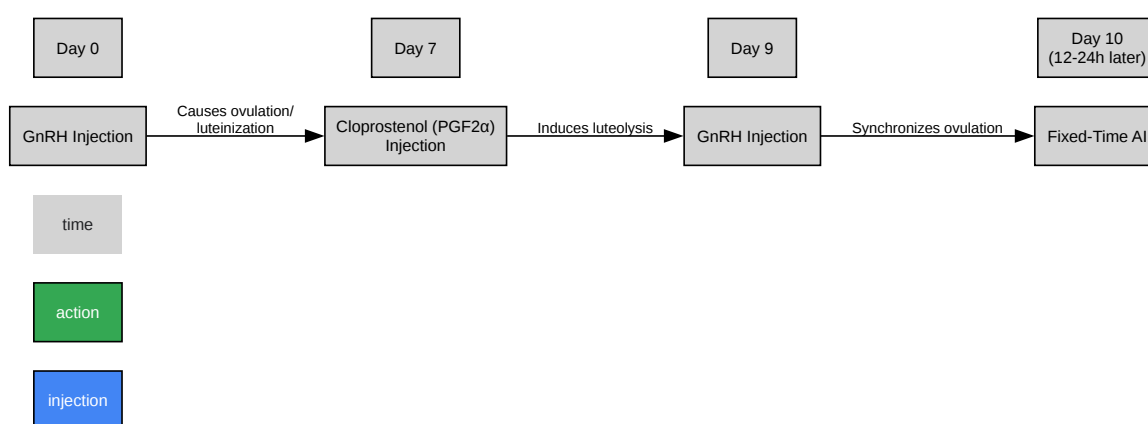 Day 0
Day 7
Day 9
Day 10
(12-24h later)
GnRH Injection
Causes ovulation/
luteinization
Cloprostenol (PGF2α)
Injection
Induces luteolysis
GnRH Injection
Synchronizes ovulation
Fixed-Time AI
time
action
injection